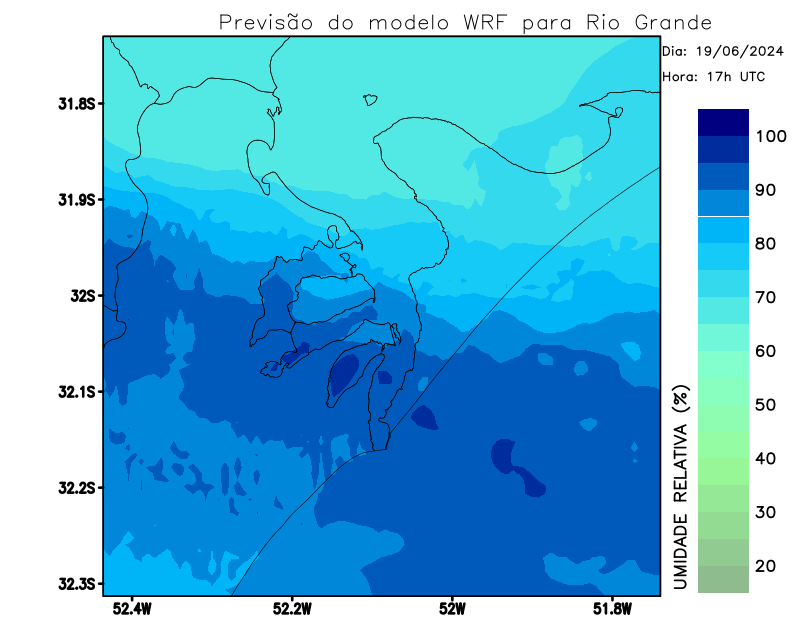 Previsão do modelo WRF para Rio Grande
Dia: 19/06/2024
Hora: 17h UTC
31.8S
31.9S
32S
32.1S
32.2S
32.3S
52.4W
52.2W
52W
51.8W
100
90
80
70
60
50
40
30
20
UMIDADE RELATIVA (%)